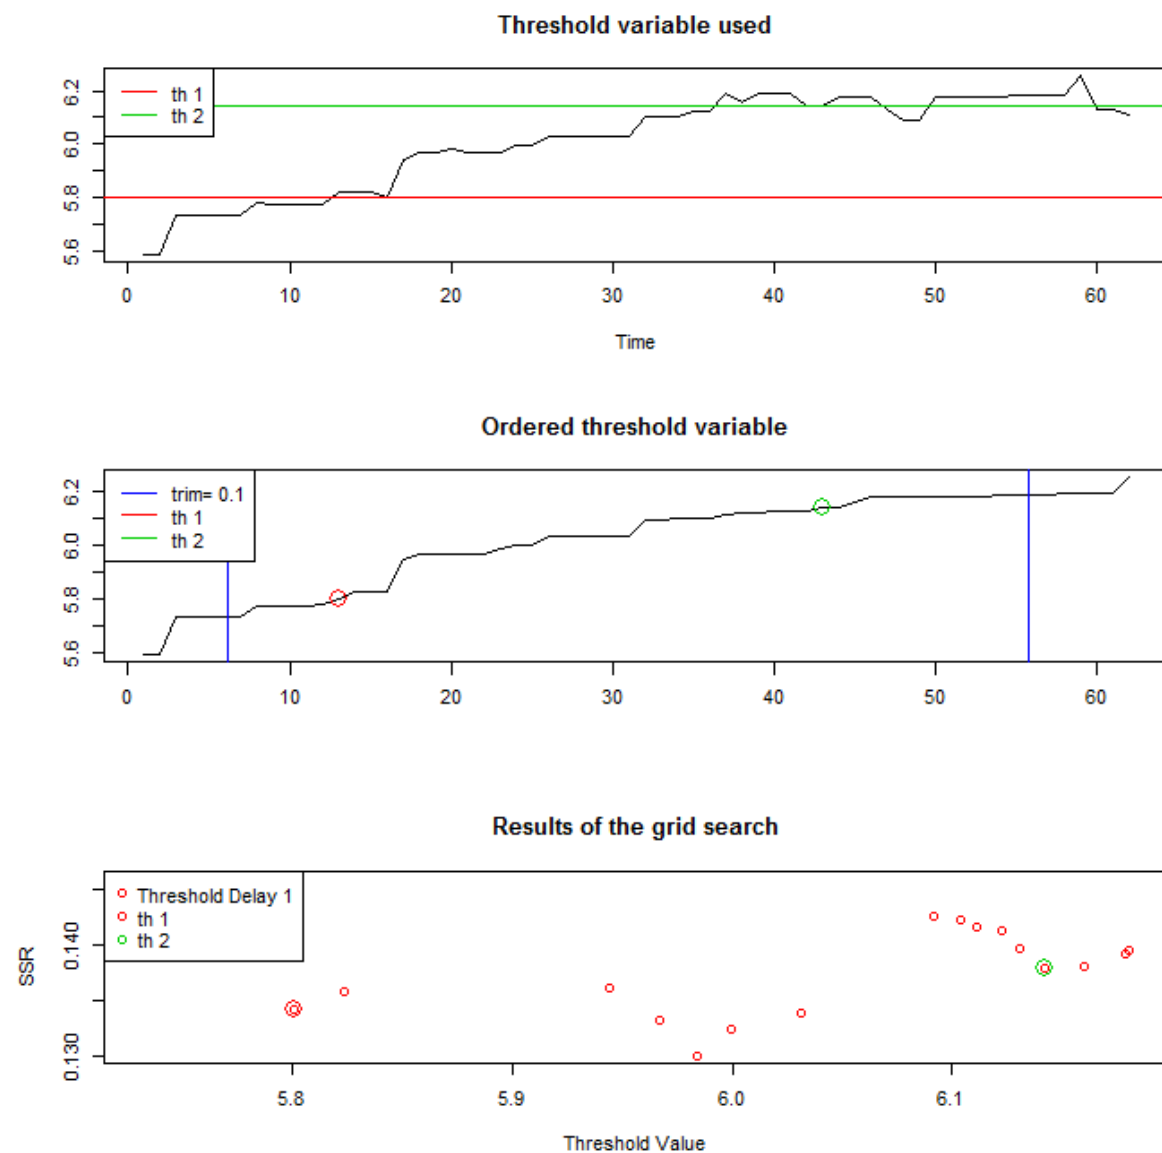 Threshold variable used
th 1
th 2
5.6
5.8
6.0
6.2
0
10
20
30
40
50
60
Time
Ordered threshold variable
trim= 0.1
th 1
th 2
5.6
5.8
6.0
6.2
0
10
20
30
40
50
60
Results of the grid search
Threshold Delay 1
th 1
th 2
SSR
0.130
0.140
5.8
5.9
6.0
6.1
Threshold Value